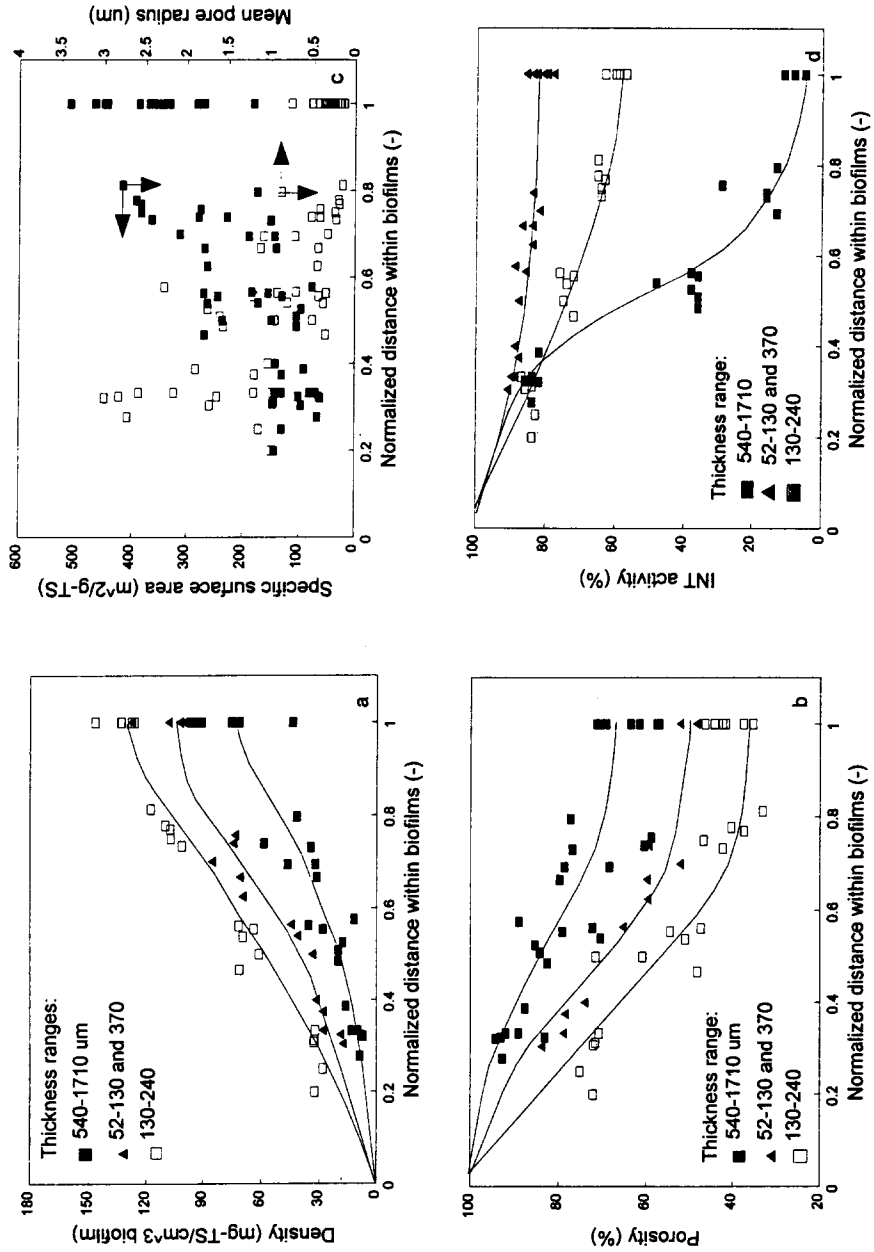 Density (mg-TS/cm^3 biofilm)
180
150
120
90
60
30
0
Thickness ranges:
540-1710 um
52-130 and 370
130-240
a
0
0.2
0.4
0.6
0.8
1
Normalized distance within biofilms (-)
Specific surface area (m^2/g-TS)
600
500
400
300
200
100
0
Mean pore radius (um)
4
3.5
3
2.5
2
1.5
1
0.5
0
c
0
0.2
0.4
0.6
0.8
1
Normalized distance within biofilms (-)
Porosity (%)
100
80
60
40
20
Thickness range:
540-1710 um
52-130 and 370
130-240
b
0
0.2
0.4
0.6
0.8
1
Normalized distance within biofilms (-)
INT activity (%)
100
80
60
40
20
0
Thickness range:
540-1710
52-130 and 370
130-240
d
0
0.2
0.4
0.6
0.8
1
Normalized distance within biofilms (-)